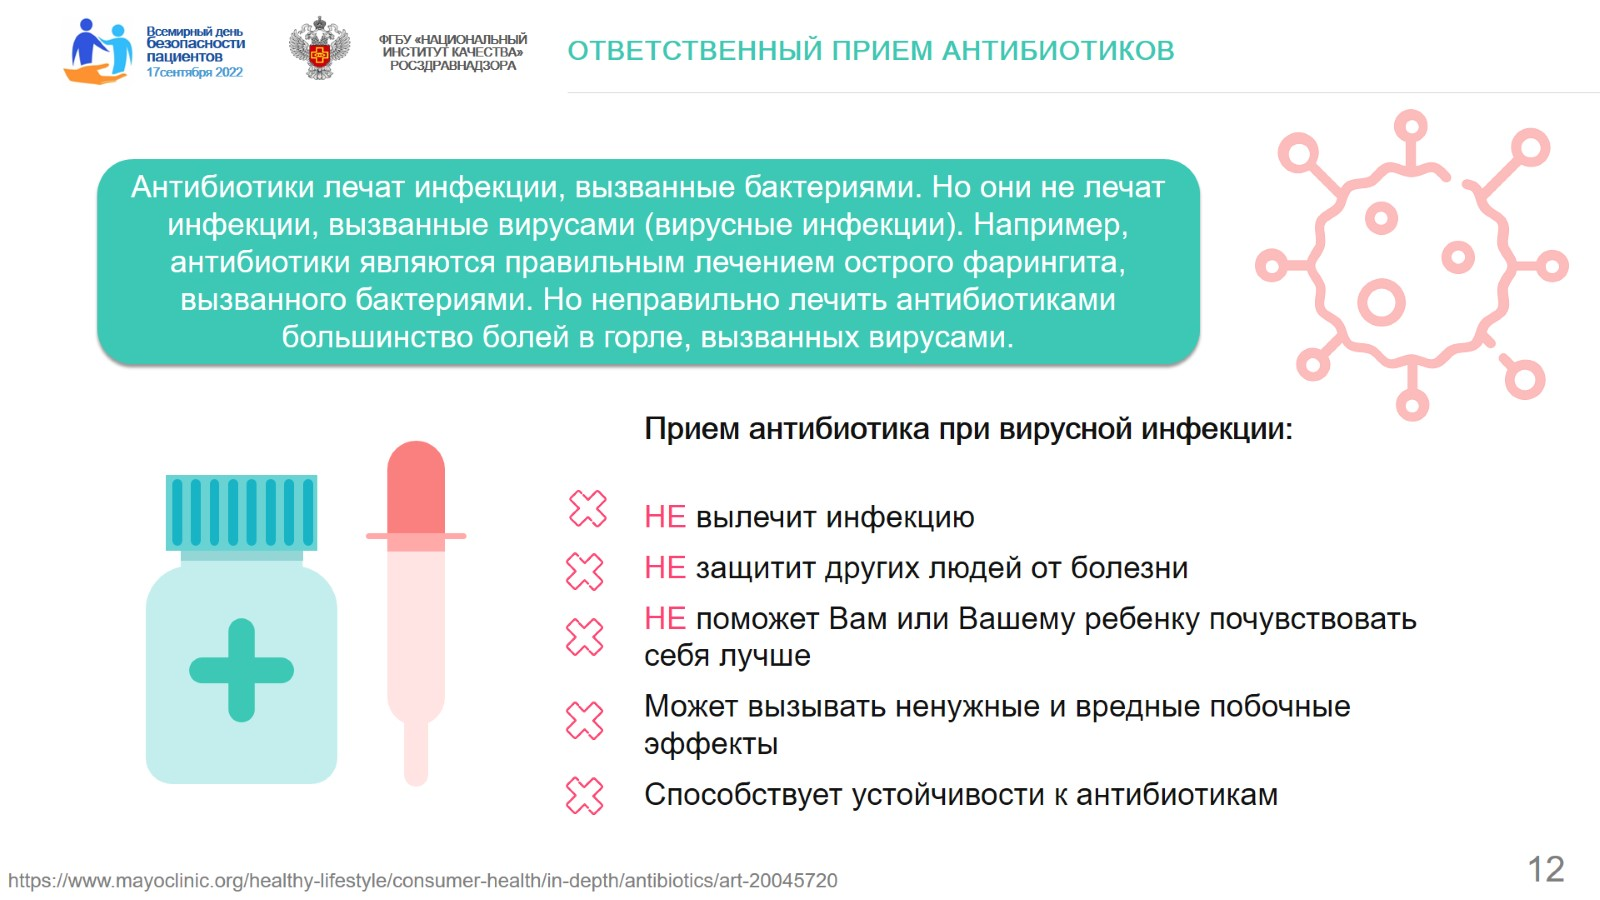 Всемирный день
безопасности
пациентов
17сентября 2022
ФГБУ «НАЦИОНАЛЬНЫЙ
ИНСТИТУТ КАЧЕСТВА»
РОСЗДРАВНАДЗОРА
ОТВЕТСТВЕННЫЙ ПРИЕМ АНТИБИОТИКОВ
Антибиотики лечат инфекции, вызванные бактериями. Но они не лечат
инфекции, вызванные вирусами (вирусные инфекции). Например,
антибиотики являются правильным лечением острого фарингита,
вызванного бактериями. Но неправильно лечить антибиотиками
большинство болей в горле, вызванных вирусами.
Прием антибиотика при вирусной инфекции:
НЕ вылечит инфекцию
НЕ защитит других людей от болезни
НЕ поможет Вам или Вашему ребенку почувствовать
себя лучше
Может вызывать ненужные и вредные побочные
эффекты
Способствует устойчивости к антибиотикам
https://www.mayoclinic.org/healthy-lifestyle/consumer-health/in-depth/antibiotics/art-20045720
12